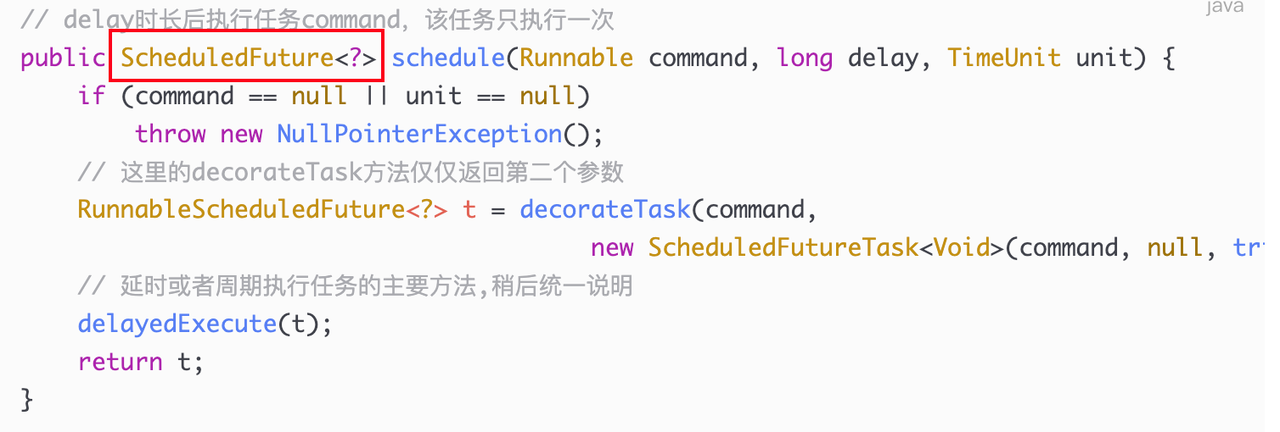 java
// delay时长后执行任务command，该任务只执行一次
public ScheduledFuture<?> schedule(Runnable command, long delay, TimeUnit unit) {
    if (command == null || unit == null)
        throw new NullPointerException();
    // 这里的decorateTask方法仅仅返回第二个参数
    RunnableScheduledFuture<?> t = decorateTask(command,
                                        new ScheduledFutureTask<Void>(command, null,
    // 延时或者周期执行任务的主要方法,稍后统一说明
    delayedExecute(t);
    return t;
}